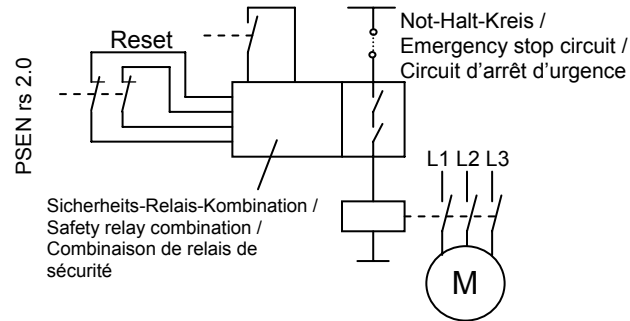 Reset
Not-Halt-Kreis /
Emergency stop circuit /
Circuit d'arrêt d'urgence
PSEN rs 2.0
L1 L2 L3
Sicherheits-Relais-Kombination /
Safety relay combination /
Combinaison de relais de
sécurité
M